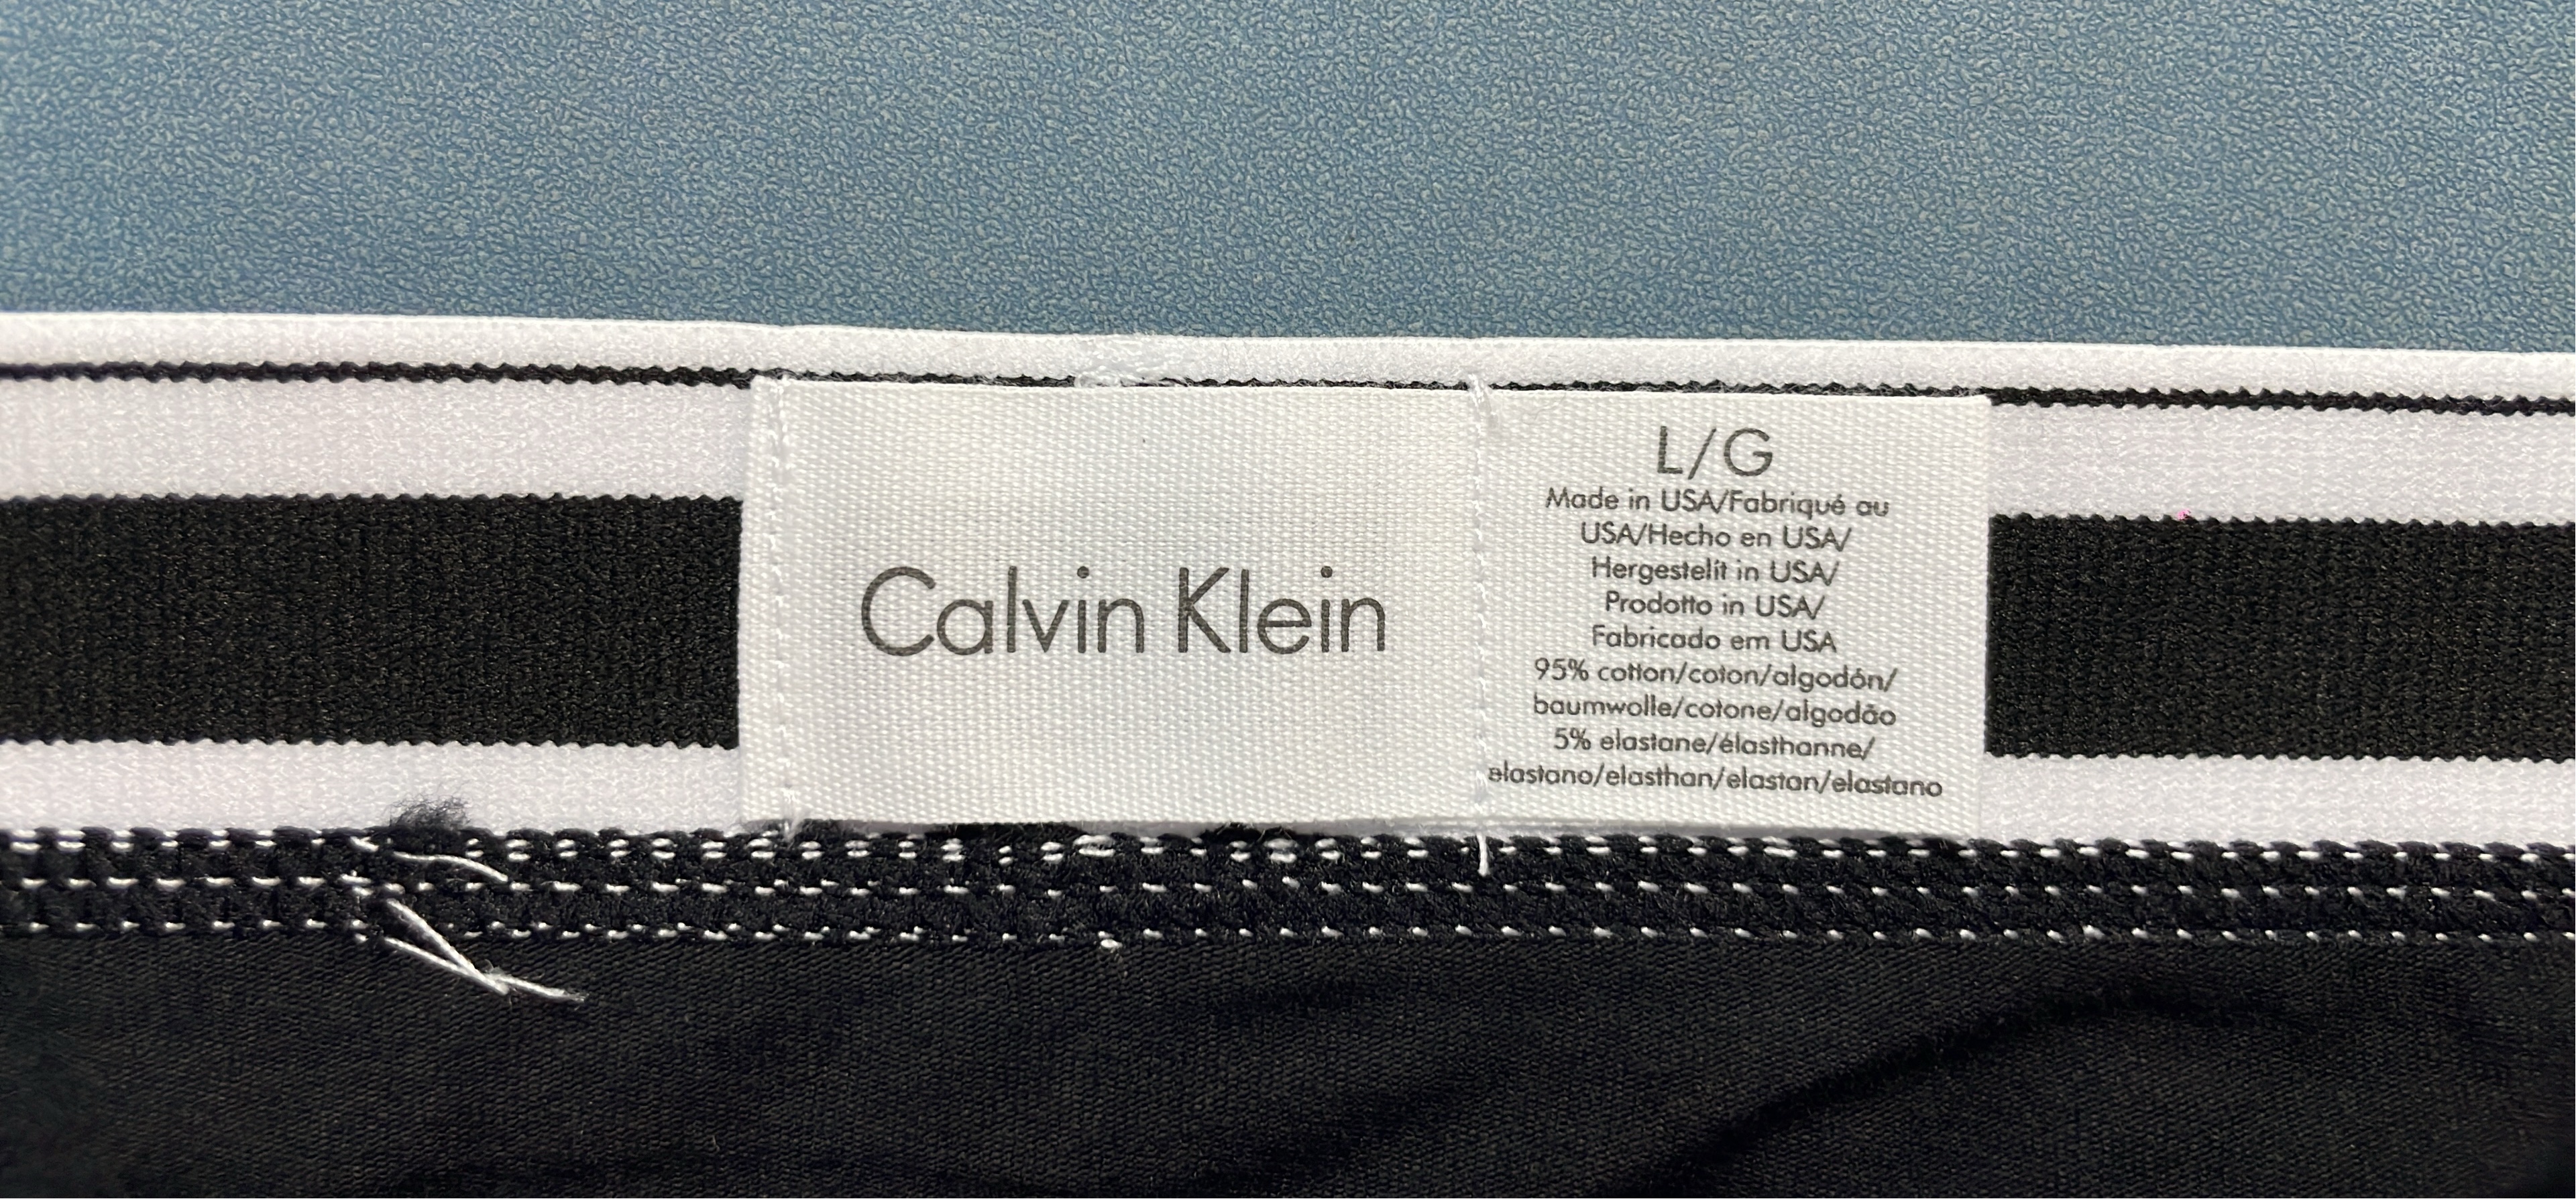 Calvin Klein
L/G
Made in USA/Fabriqué au
USA/Hecho en USA/
Hergestelit in USA/
Prodotto in USA/
Fabricado em USA
95% cotton/coton/algodón/
baumwolle/cotone/algodão
5% elastane/élasthanne/
elastano/elasthan/elastan/elastano